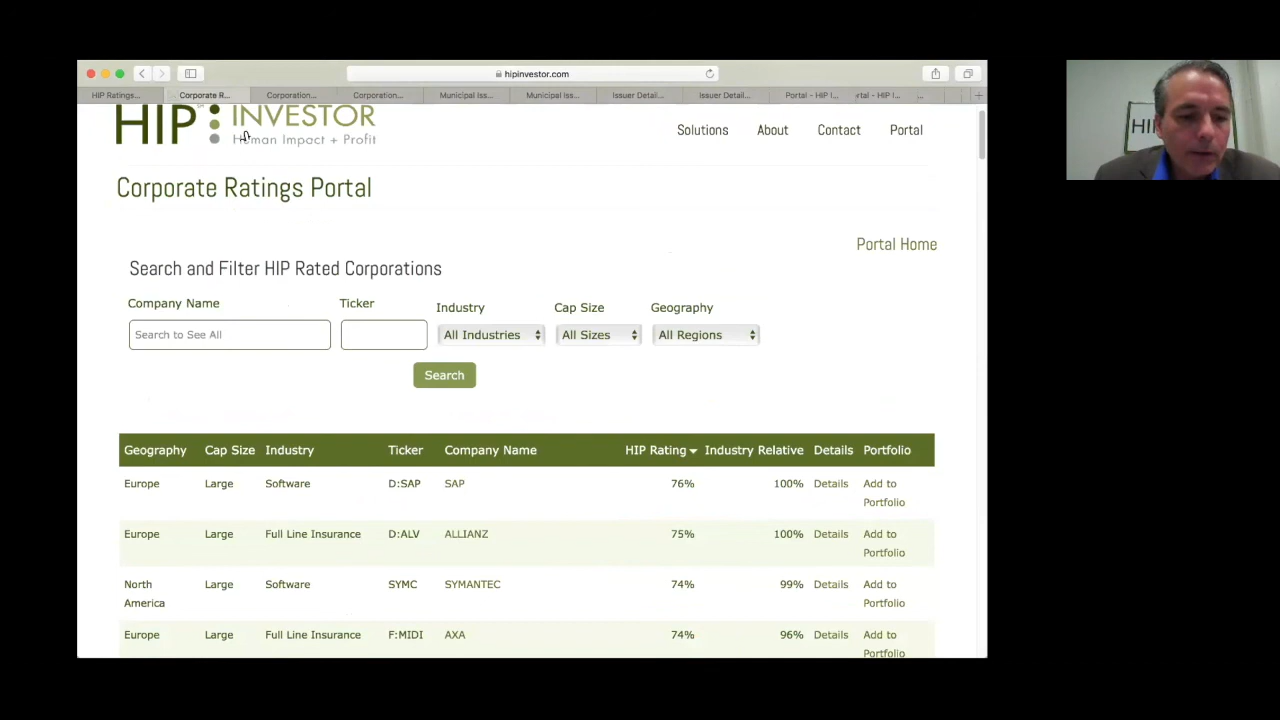 hipinvestor.com
HIP Ratings...
Corporate R...
Corporation...
Corporation...
Municipal Iss...
Municipal Iss...
Issuer Detail...
Issuer Detail...
Portal - HIP I...
rtal - HIP I...
...
HIP INVESTOR
Human Impact + Profit
Solutions About Contact Portal
Corporate Ratings Portal
Portal Home
Search and Filter HIP Rated Corporations
Company Name Ticker Industry Cap Size Geography
Search to See All All Industries All Sizes All Regions
Search
Geography Cap Size Industry Ticker Company Name HIP Rating Industry Relative Details Portfolio
Europe Large Software D:SAP SAP 76% 100% Details Add to
Portfolio
Europe Large Full Line Insurance D:ALV ALLIANZ 75% 100% Details Add to
Portfolio
North Large Software SYMC SYMANTEC 74% 99% Details Add to
America Portfolio
Europe Large Full Line Insurance F:MIDI AXA 74% 96% Details Add to
Portfolio
HI